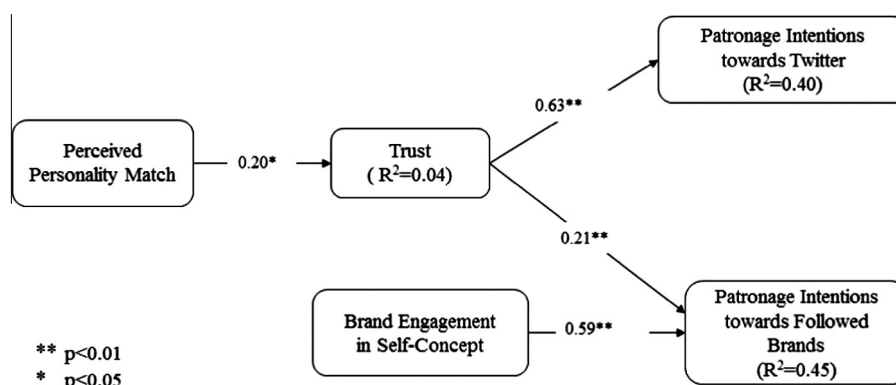 Patronage Intentions
towards Twitter
(R²=0.40)
0.63**
Perceived
Personality Match
0.20*
Trust
( R²=0.04)
0.21**
Brand Engagement
in Self-Concept
0.59**
Patronage Intentions
towards Followed
Brands
(R²=0.45)
** p<0.01
* p<0.05